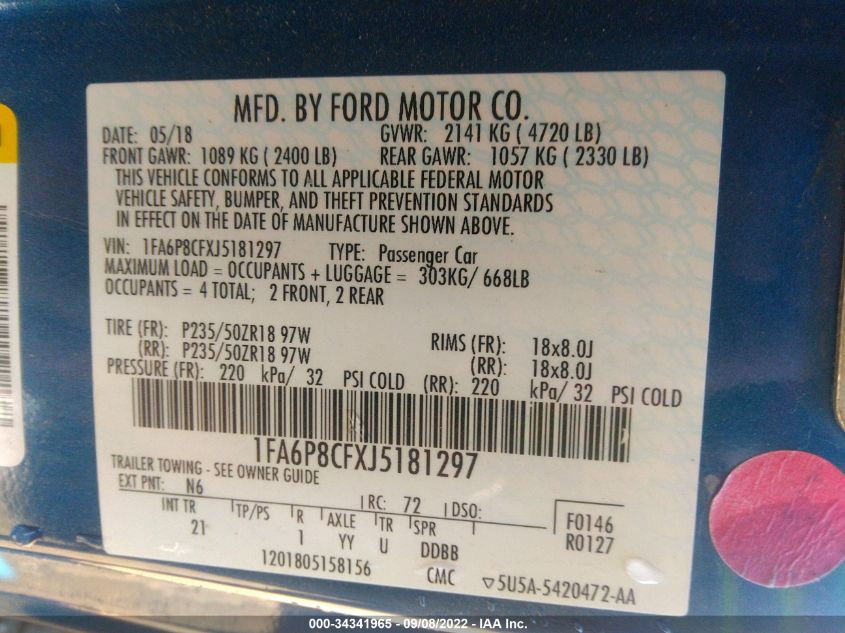 MFD. BY FORD MOTOR CO.
DATE: 05/18 GVWR: 2141 KG ( 4720 LB)
FRONT GAWR: 1089 KG ( 2400 LB) REAR GAWR: 1057 KG ( 2330 LB)
THIS VEHICLE CONFORMS TO ALL APPLICABLE FEDERAL MOTOR
VEHICLE SAFETY, BUMPER, AND THEFT PREVENTION STANDARDS
IN EFFECT ON THE DATE OF MANUFACTURE SHOWN ABOVE.
VIN: 1FA6P8CFXJ5181297 TYPE: Passenger Car
MAXIMUM LOAD = OCCUPANTS + LUGGAGE = 303KG/ 668LB
OCCUPANTS = 4 TOTAL; 2 FRONT, 2 REAR
TIRE (FR): P235/50ZR18 97W RIMS (FR): 18x8.0J
(RR): P235/50ZR18 97W (RR): 18x8.0J
PRESSURE (FR): 220 kPa/ 32 PSI COLD (RR): 220 kPa/ 32 PSI COLD
1FA6P8CFXJ5181297
TRAILER TOWING - SEE OWNER GUIDE
EXT PNT: N6 RC: 72 DSO:
INT TR TP/PS R AXLE TR SPR F0146
21 1 YY U DDBB R0127
1201805158156 CMC ▽5U5A-5420472-AA
000-34341965 - 09/08/2022 - IAA Inc.